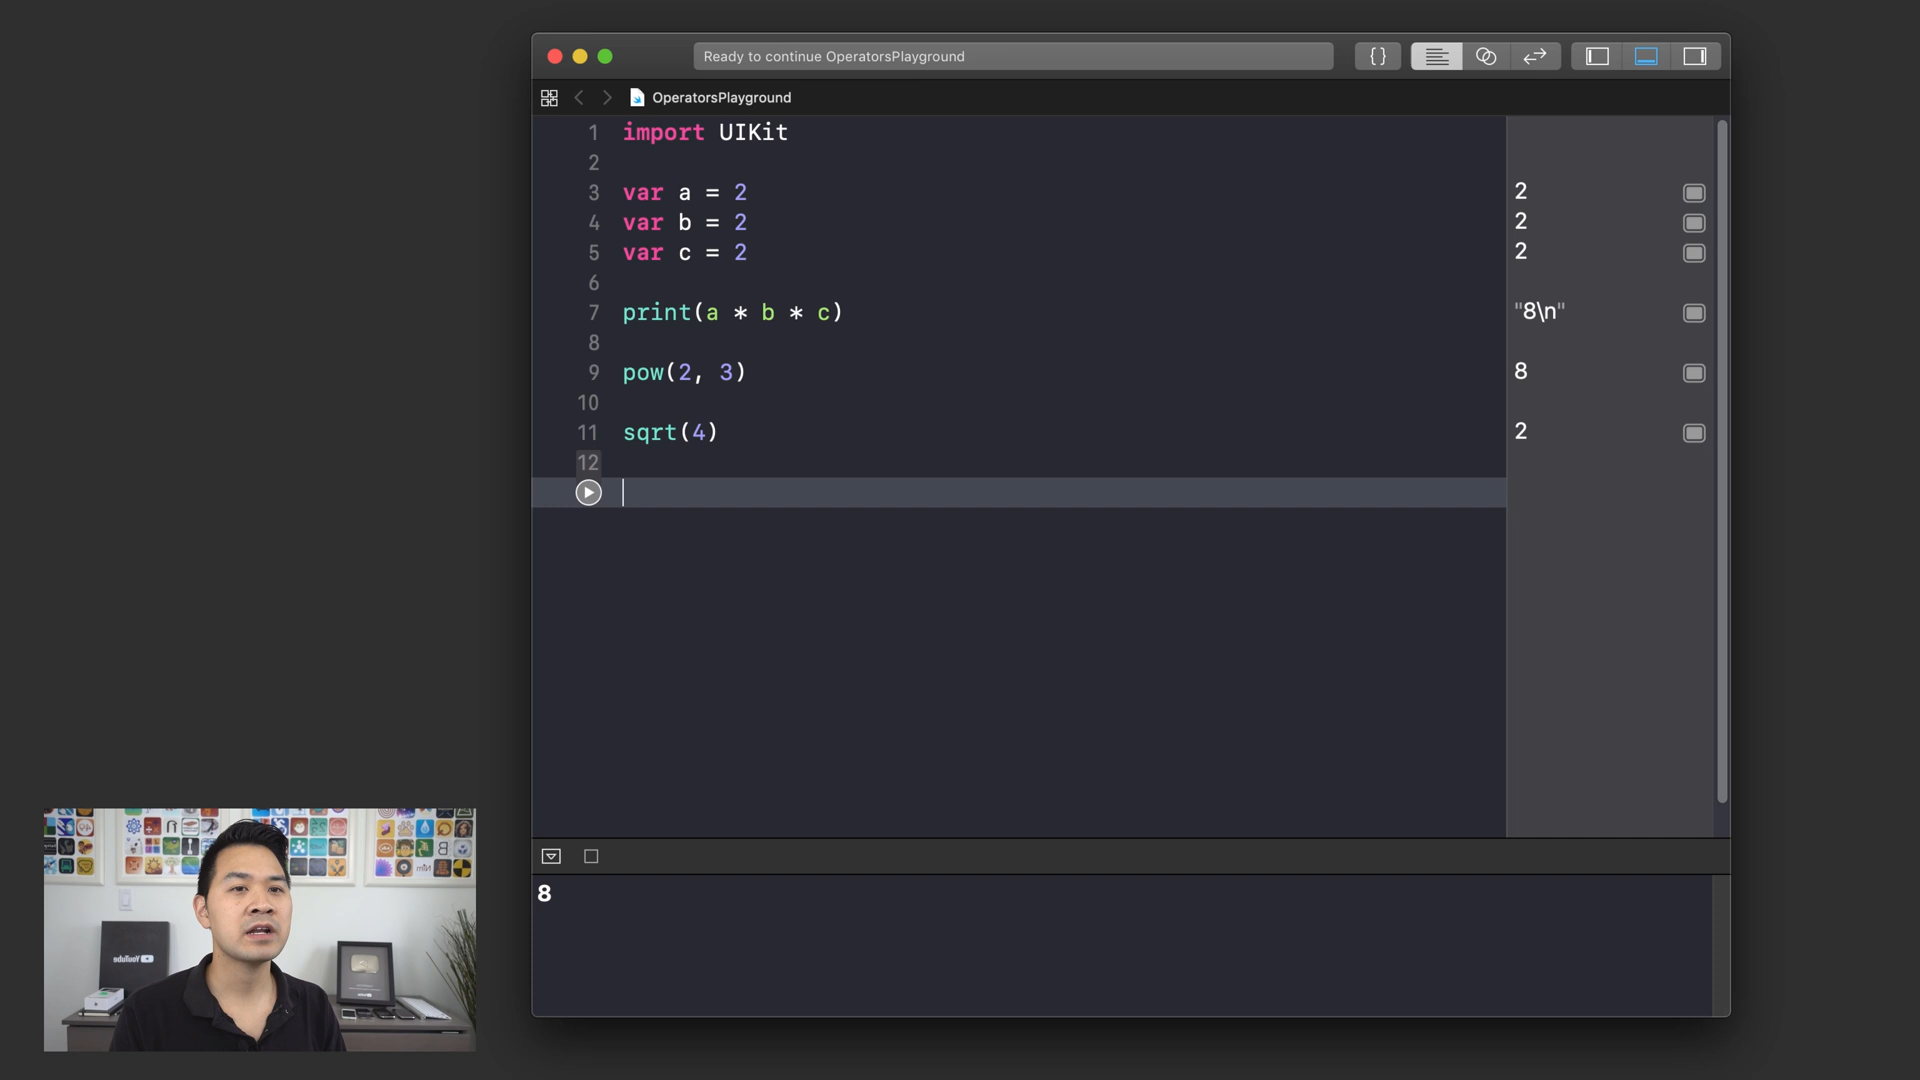 Ready to continue OperatorsPlayground
{}
OperatorsPlayground
1 import UIKit
2
3 var a = 2 2
4 var b = 2 2
5 var c = 2 2
6
7 print(a * b * c) "8\n"
8
9 pow(2, 3) 8
10
11 sqrt(4) 2
12
8
YouTube